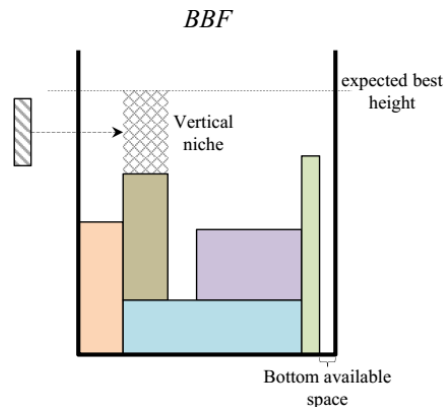 BBF
expected best
height
Vertical
niche
Bottom available
space